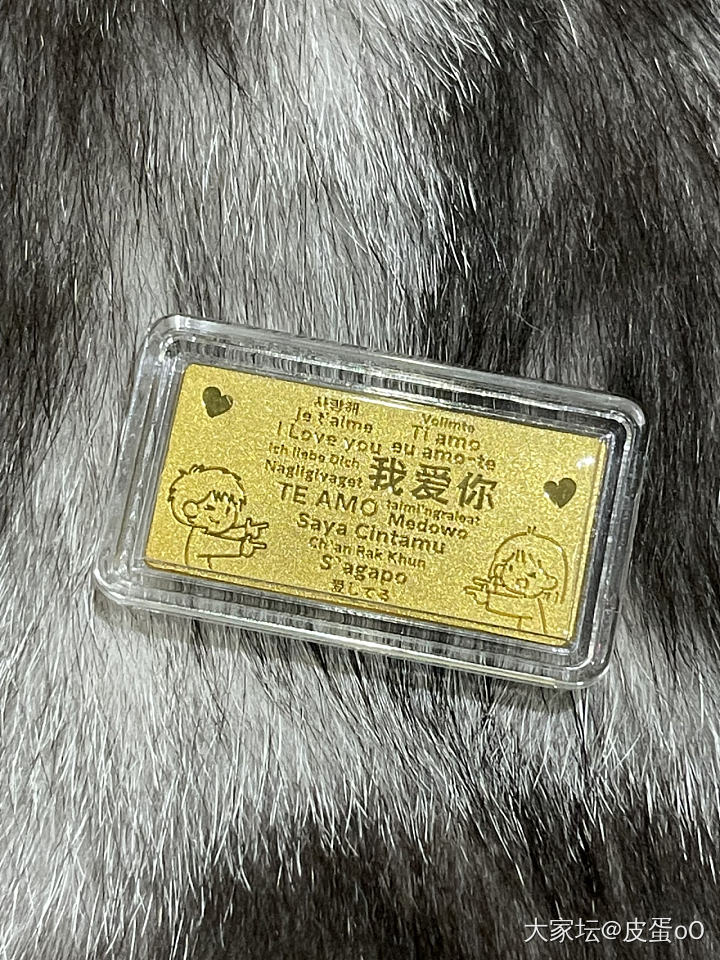 사랑해
Je t'aime
Volimte
I Love you
Ti amo
eu amo-te
Ich liebe Dich
Nagligivaget
我爱你
TE AMO
taimi'ngraleat
Medowo
Saya Cintamu
Ch'an Rak Khun
S'agapo
愛してる
大家坛@皮蛋oO